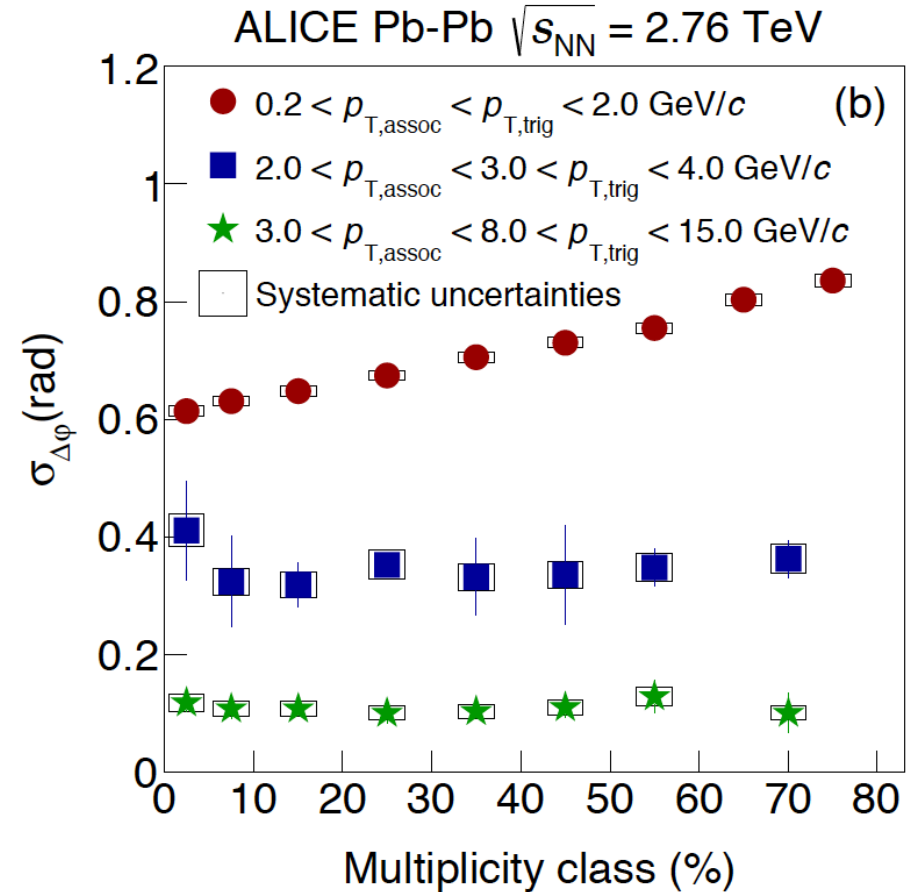 ALICE Pb-Pb √sNN = 2.76 TeV
1.2
0.2 < pT,assoc < pT,trig < 2.0 GeV/c (b)
1
2.0 < pT,assoc < 3.0 < pT,trig < 4.0 GeV/c
3.0 < pT,assoc < 8.0 < pT,trig < 15.0 GeV/c
0.8
Systematic uncertainties
σΔφ(rad)
0.6
0.4
0.2
0
0 10 20 30 40 50 60 70 80
Multiplicity class (%)